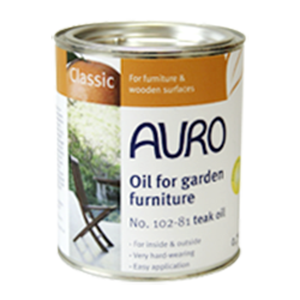 Classic
For furniture &
wooden surfaces
AURO
Oil for garden
furniture
No. 102-81 teak oil
- For inside & outside
- Very hard-wearing
- Easy application